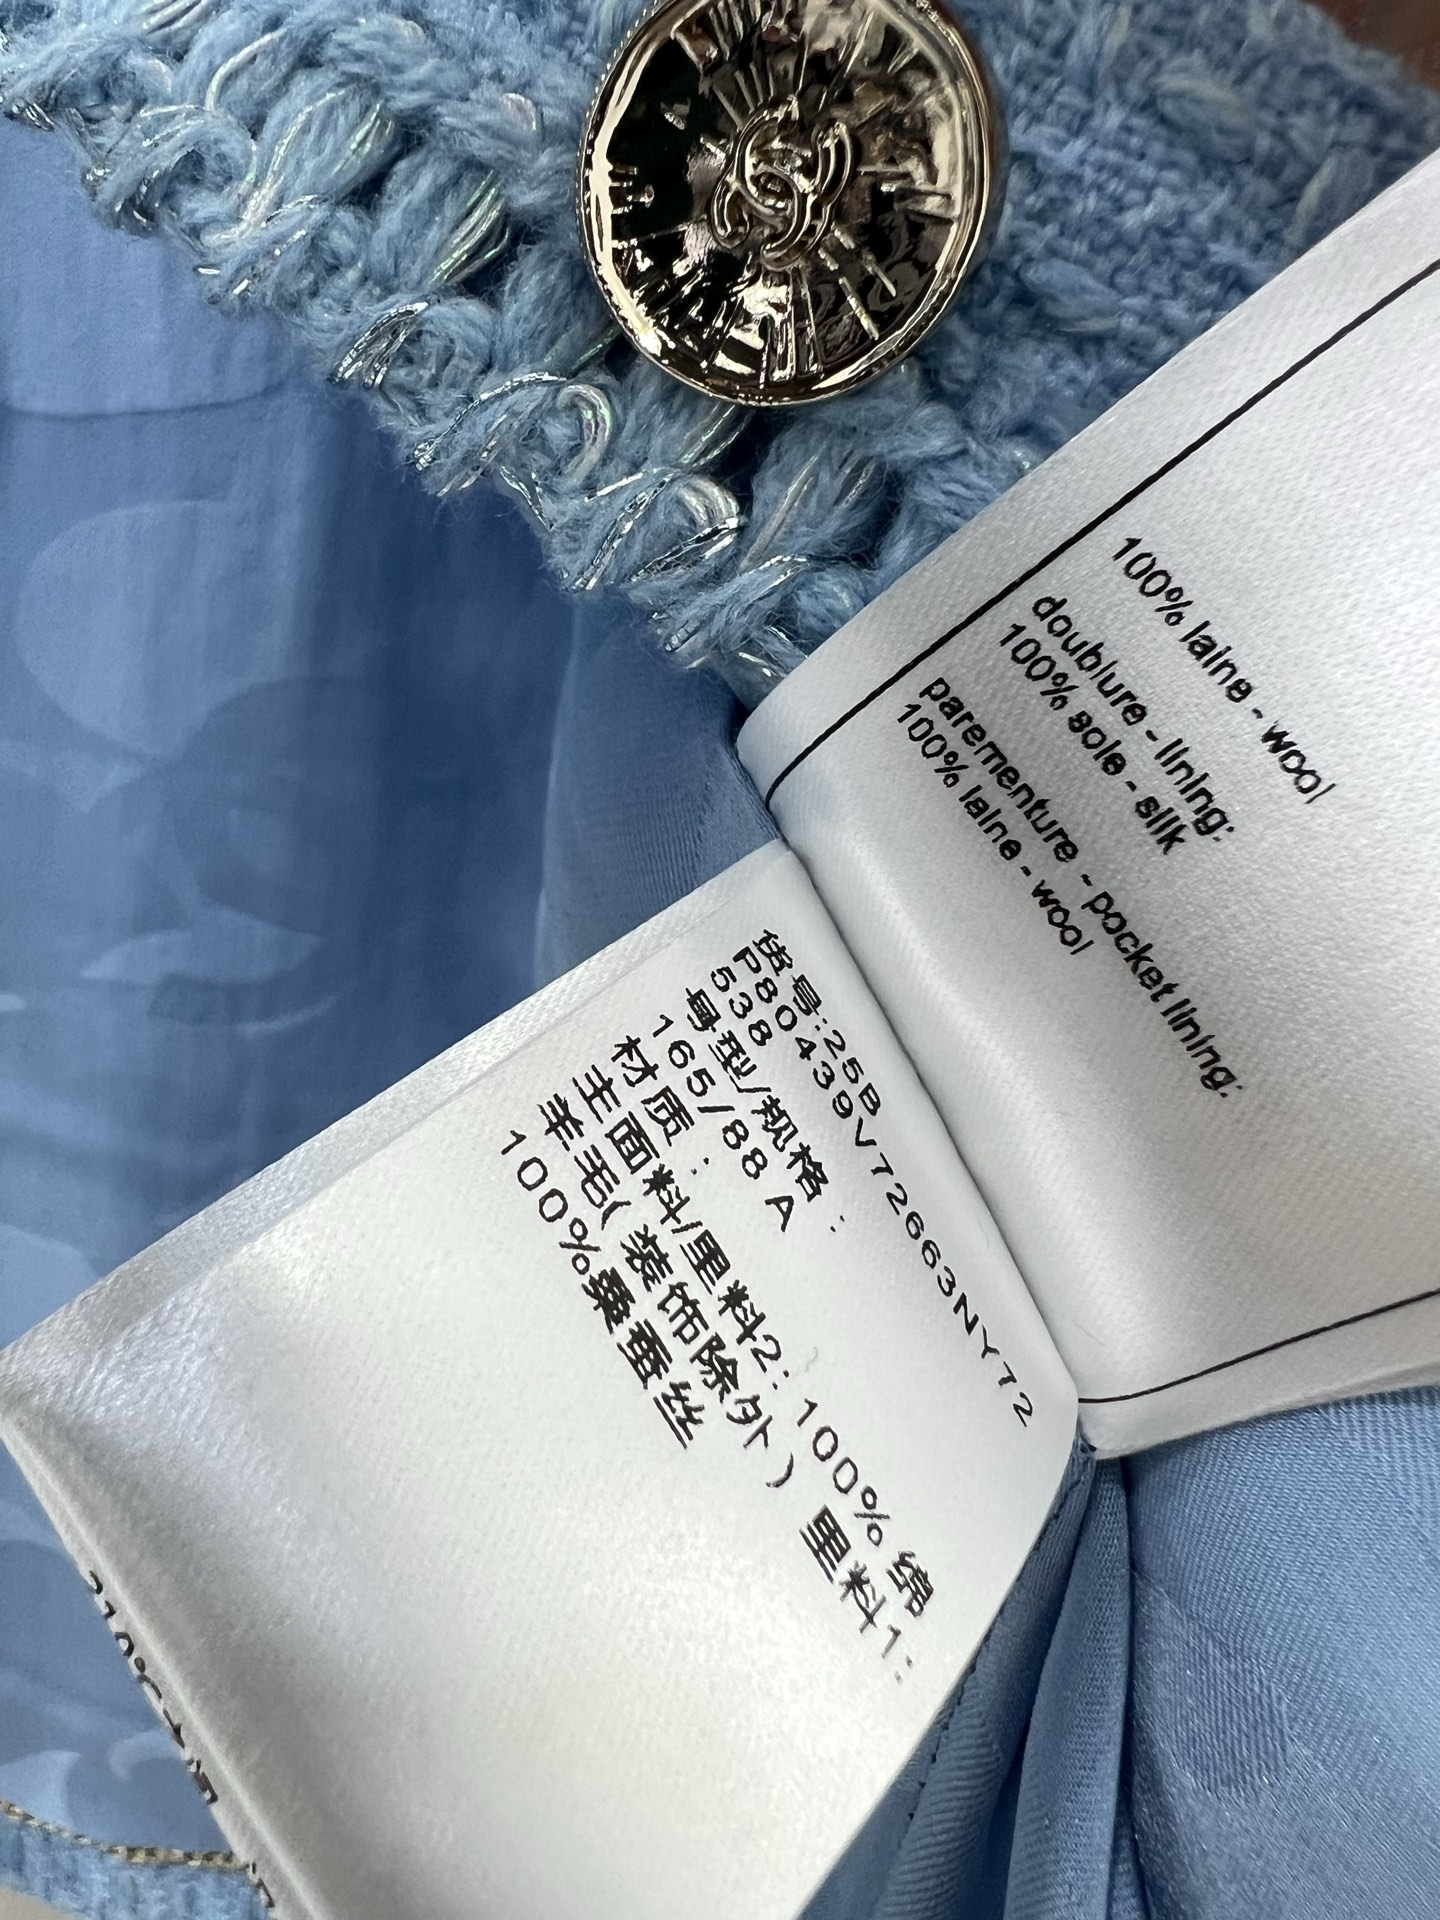 100% laine - wool
doublure - lining:
100% soie - silk
parementure - pocket lining:
100% laine - wool
货号:25B
P80439V72663NY72
538
号型/规格:
165/88A
材质:
主面料/里料2:100%绵
羊毛(装饰除外)里料1:
100%桑蚕丝